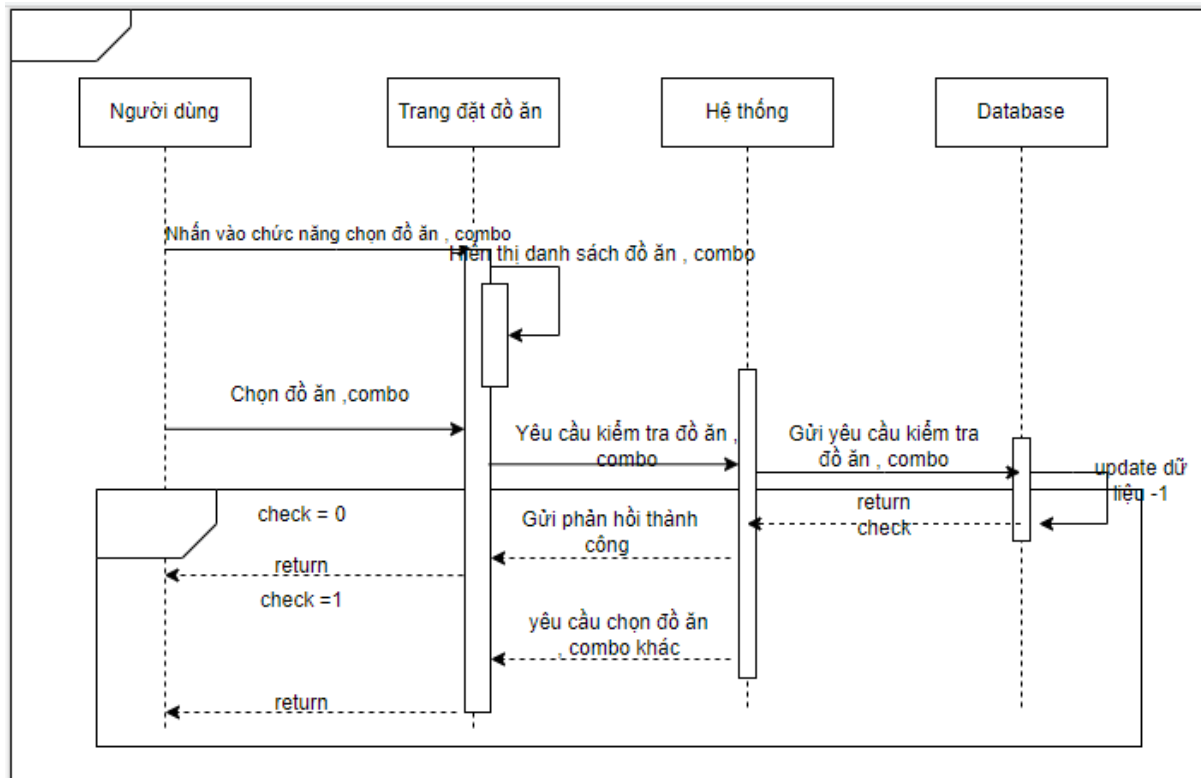 Người dùng
Trang đặt đồ ăn
Hệ thống
Database
Nhấn vào chức năng chọn đồ ăn , combo
Hiển thị danh sách đồ ăn , combo
Chọn đồ ăn ,combo
Yêu cầu kiểm tra đồ ăn ,
combo
Gửi yêu cầu kiểm tra
đồ ăn , combo
update dữ
liệu -1
return
check
check = 0
Gửi phản hồi thành
công
return
check =1
yêu cầu chọn đồ ăn
, combo khác
return